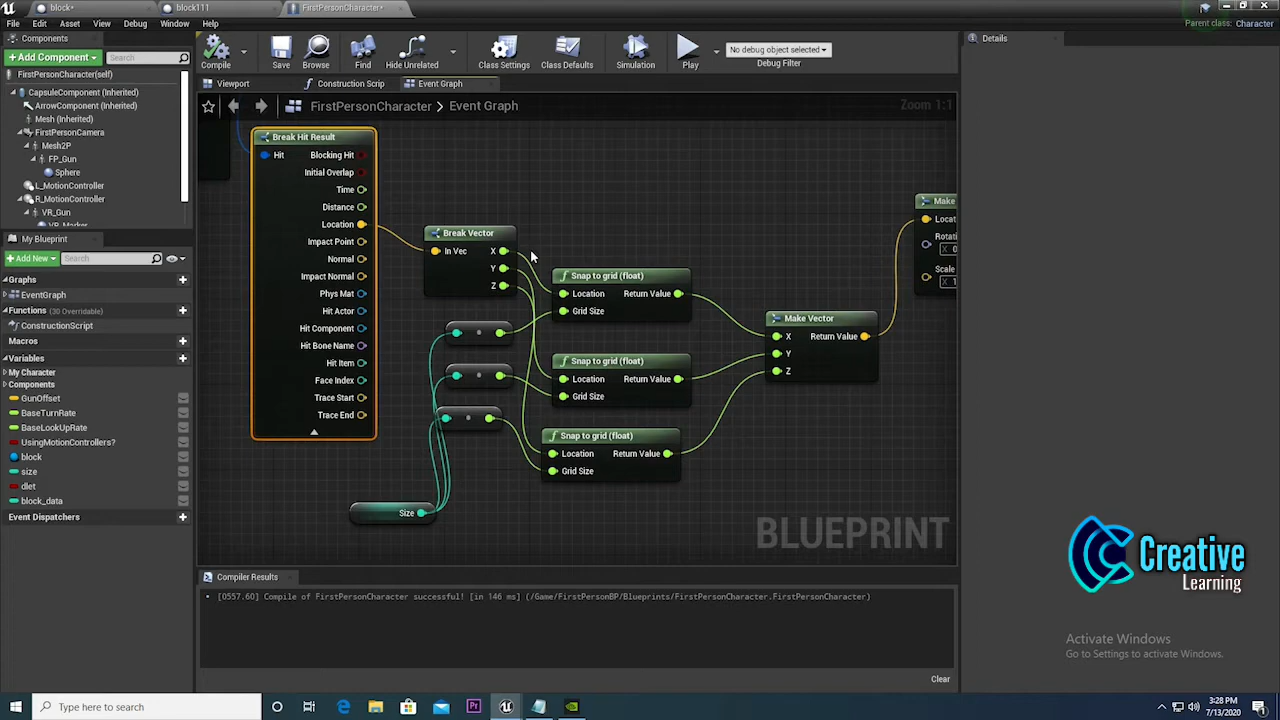 block*
block111
FirstPersonCharacter*
File
Edit
Asset
View
Debug
Window
Help
Parent class: Character
Components
+Add Component
Search
FirstPersonCharacter(self)
CapsuleComponent (Inherited)
ArrowComponent (Inherited)
Mesh (Inherited)
FirstPersonCamera
Mesh2P
FP_Gun
Sphere
L_MotionController
R_MotionController
VR_Gun
My Blueprint
+Add New
Search
Graphs
EventGraph
Functions (30 Overridable)
ConstructionScript
Macros
Variables
My Character
Components
GunOffset
BaseTurnRate
BaseLookUpRate
UsingMotionControllers?
block
size
dlet
block_data
Event Dispatchers
Compile
Save
Browse
Find
Hide Unrelated
Class Settings
Class Defaults
Simulation
Play
No debug object selected
Debug Filter
Viewport
Construction Scrip
Event Graph
FirstPersonCharacter > Event Graph
Zoom 1:1
Break Hit Result
Hit
Blocking Hit
Initial Overlap
Time
Distance
Location
Impact Point
Normal
Impact Normal
Phys Mat
Hit Actor
Hit Component
Hit Bone Name
Hit Item
Face Index
Trace Start
Trace End
Break Vector
In Vec
X
Y
Z
Snap to grid (float)
Location
Return Value
Grid Size
Snap to grid (float)
Location
Return Value
Grid Size
Snap to grid (float)
Location
Return Value
Grid Size
Size
Make Vector
X
Return Value
Y
Z
Make
Locat
Rotati
X 0
Scale
X 1
BLUEPRINT
Compiler Results
[0557.60] Compile of FirstPersonCharacter successful! [in 146 ms] (/Game/FirstPersonBP/Blueprints/FirstPersonCharacter.FirstPersonCharacter)
Clear
Details
Creative
Learning
Activate Windows
Go to Settings to activate Windows.
Type here to search
3:28 PM
7/13/2020